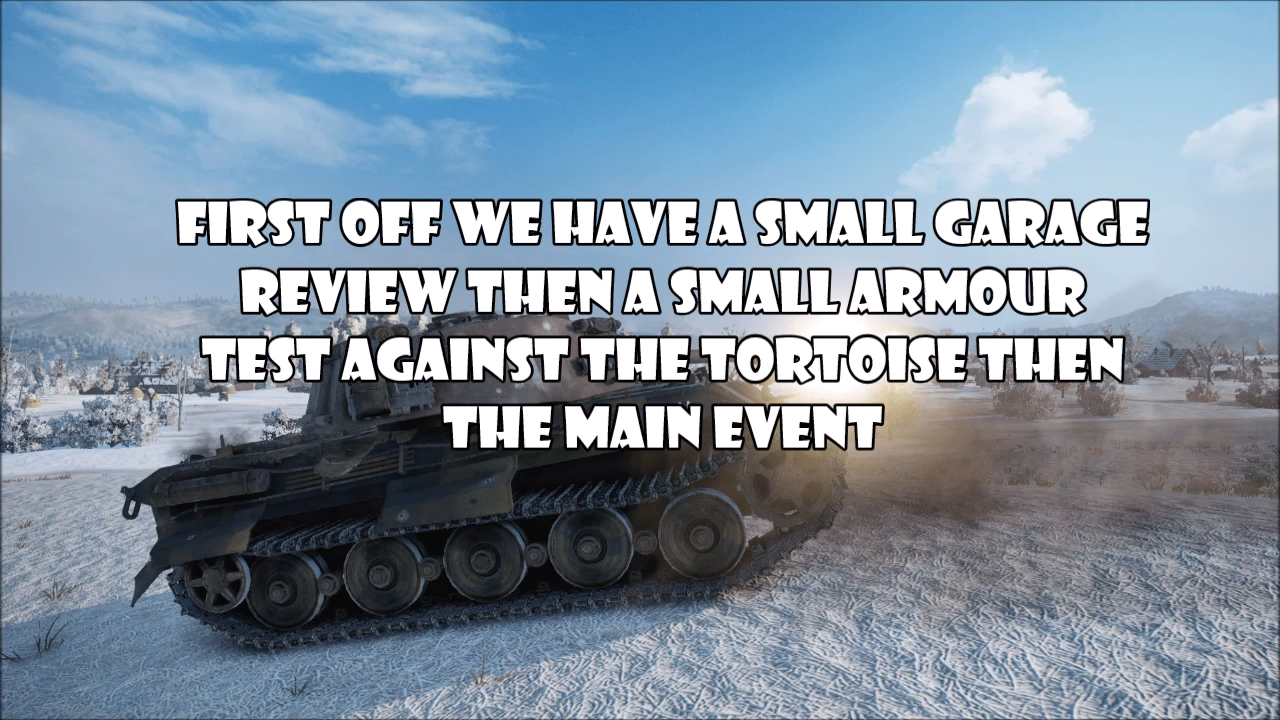 FIRST OFF WE HAVE A SMALL GARAGE
REVIEW THEN A SMALL ARMOUR
TEST AGAINST THE TORTOISE THEN
THE MAIN EVENT